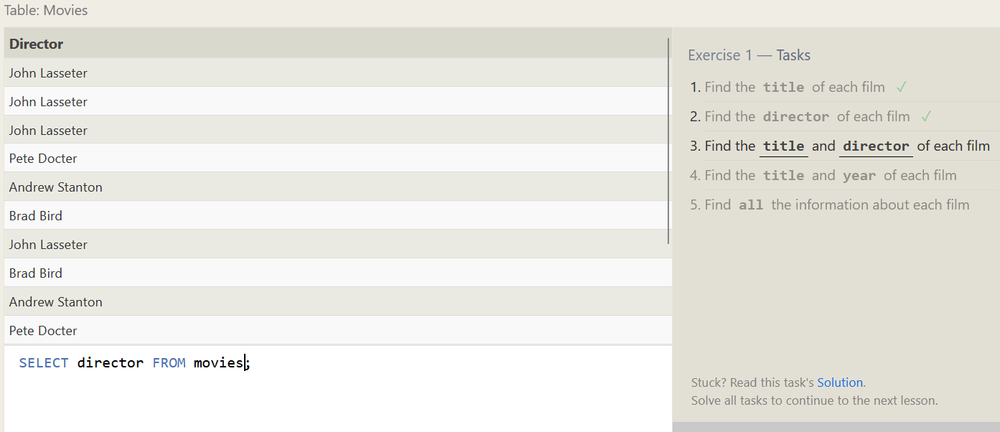 Table: Movies
Director
John Lasseter
John Lasseter
John Lasseter
Pete Docter
Andrew Stanton
Brad Bird
John Lasseter
Brad Bird
Andrew Stanton
Pete Docter
SELECT director FROM movies;
Exercise 1 — Tasks
1. Find the title of each film ✓
2. Find the director of each film ✓
3. Find the title and director of each film
4. Find the title and year of each film
5. Find all the information about each film
Stuck? Read this task's Solution.
Solve all tasks to continue to the next lesson.